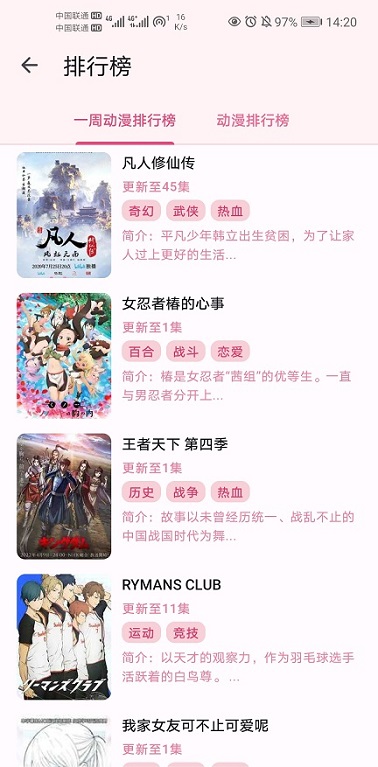 中国联通 HD 4G 4G 1 16 97% 14:20
中国联通 HD K/s
排行榜
一周动漫排行榜 动漫排行榜
凡人
凡人修仙传
更新至45集
奇幻 武侠 热血
简介：平凡少年韩立出生贫困，为了让家
人过上更好的生活...
女忍者椿的心事
更新至1集
百合 战斗 恋爱
简介：椿是女忍者“茜组”的优等生。一直
与男忍者分开上...
王者天下 第四季
更新至1集
历史 战争 热血
简介：故事以未曾经历统一、战乱不止的
中国战国时代为舞...
キングダム
RYMANS CLUB
更新至11集
运动 竞技
简介：以天才的观察力，作为羽毛球选手
活跃着的白鸟尊。...
リーマンズクラブ
我家女友可不止可爱呢
更新至1集